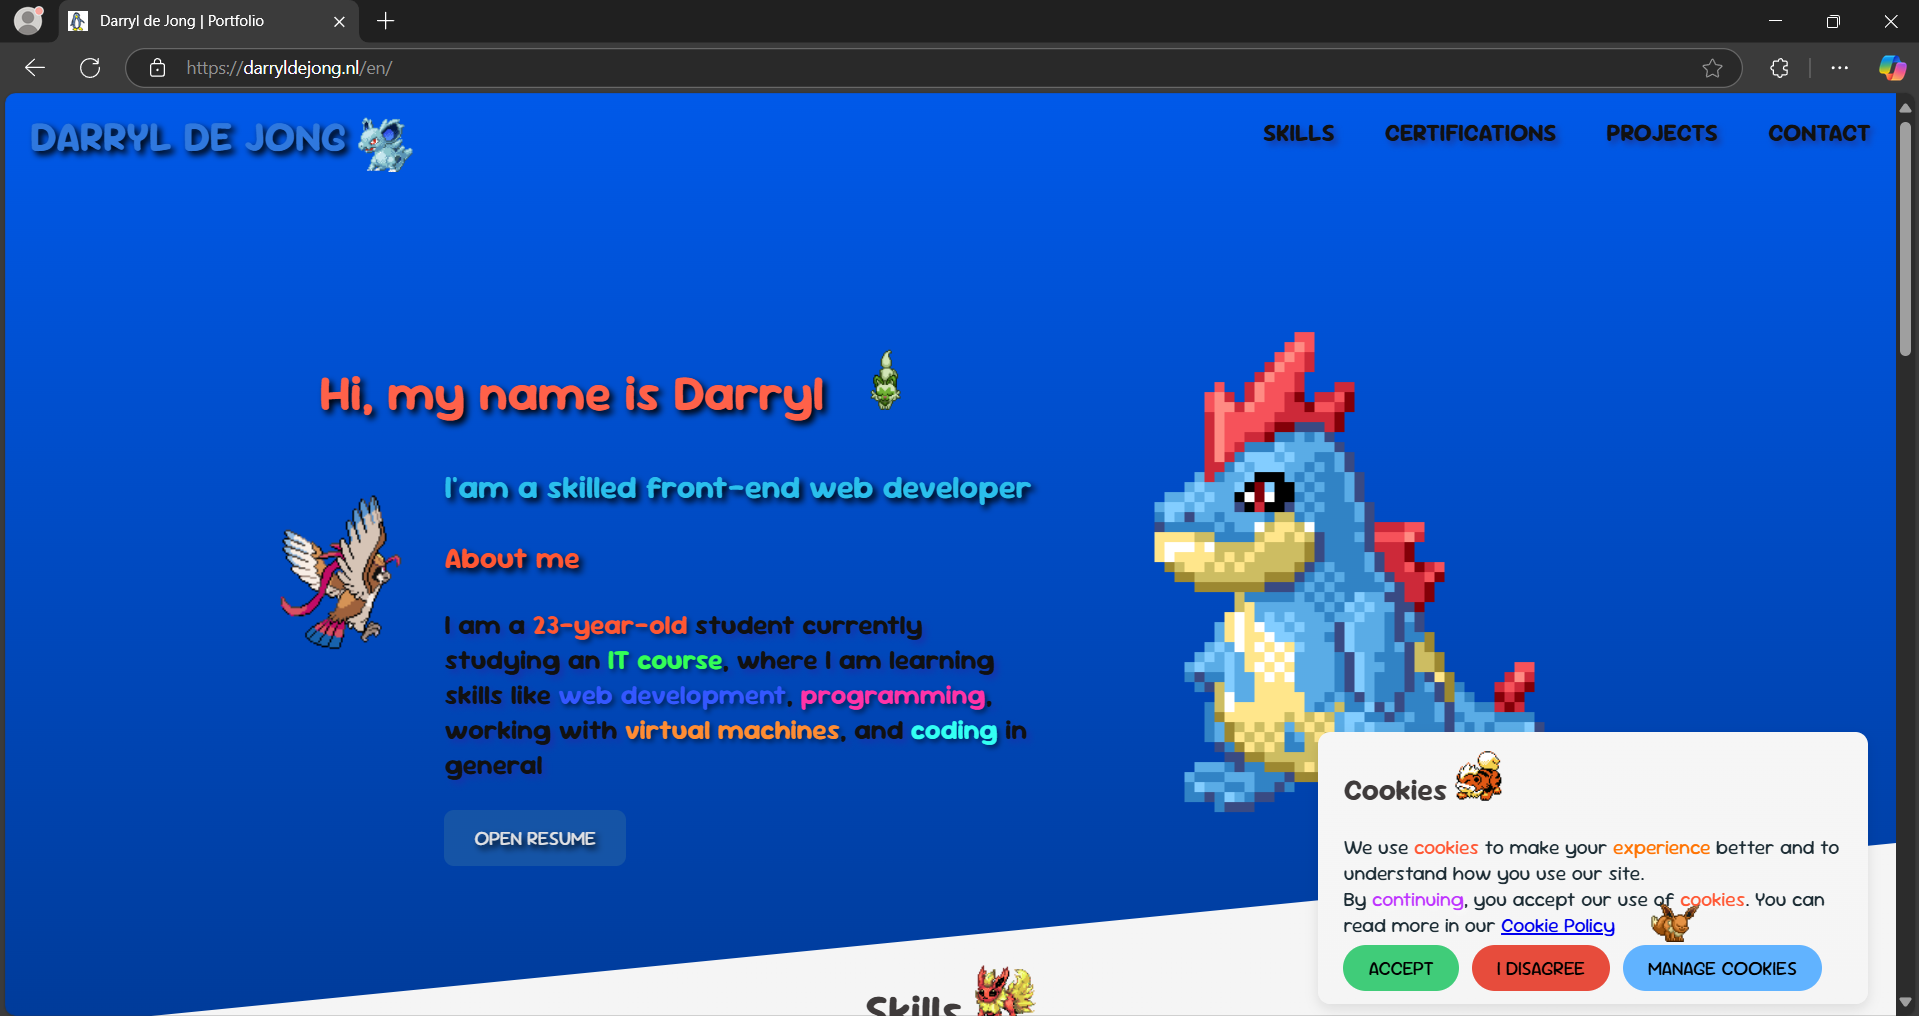 Darryl de Jong | Portfolio
https://darryldejong.nl/en/
DARRYL DE JONG
SKILLS
CERTIFICATIONS
PROJECTS
CONTACT
Hi, my name is Darryl
I'am a skilled front-end web developer
About me
I am a 23-year-old student currently
studying an IT course, where I am learning
skills like web development, programming,
working with virtual machines, and coding in
general
OPEN RESUME
Skills
Cookies
We use cookies to make your experience better and to
understand how you use our site.
By continuing, you accept our use of cookies. You can
read more in our Cookie Policy
ACCEPT
I DISAGREE
MANAGE COOKIES